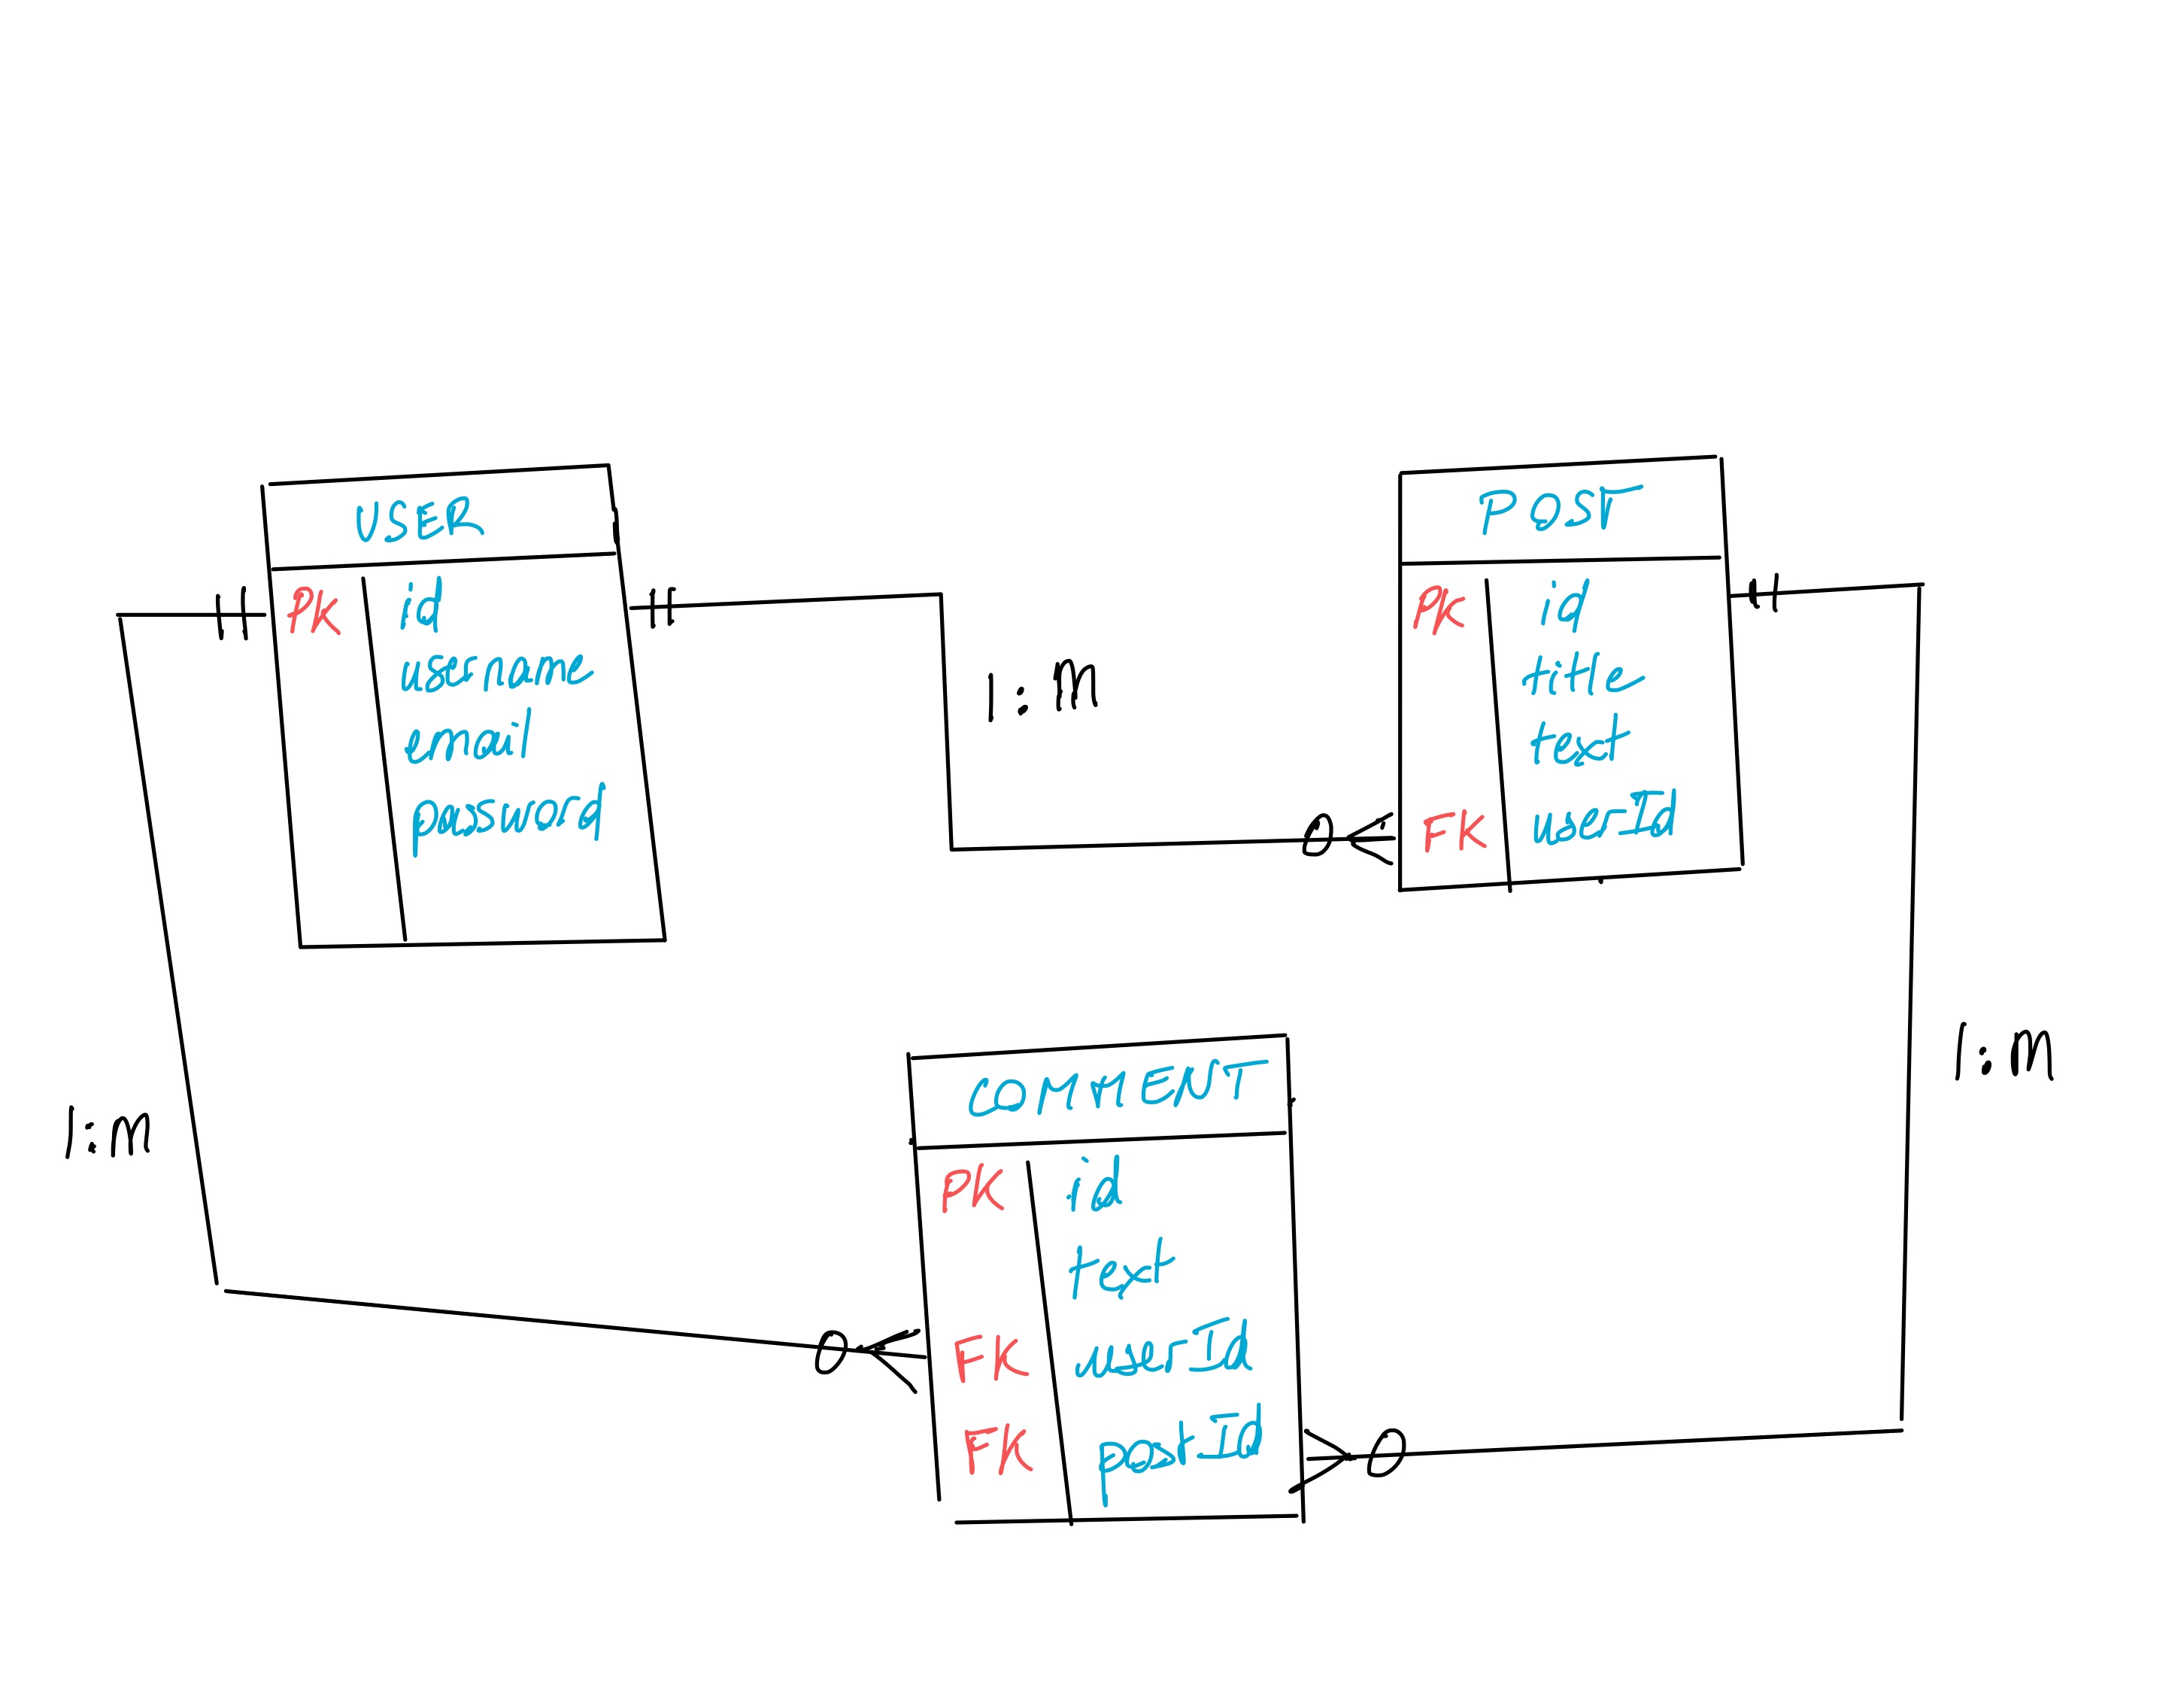 USER
PK id
username
email
password
1:m
POST
PK id
title
text
FK userId
1:m
COMMENT
PK id
text
FK userId
FK postId
1:m